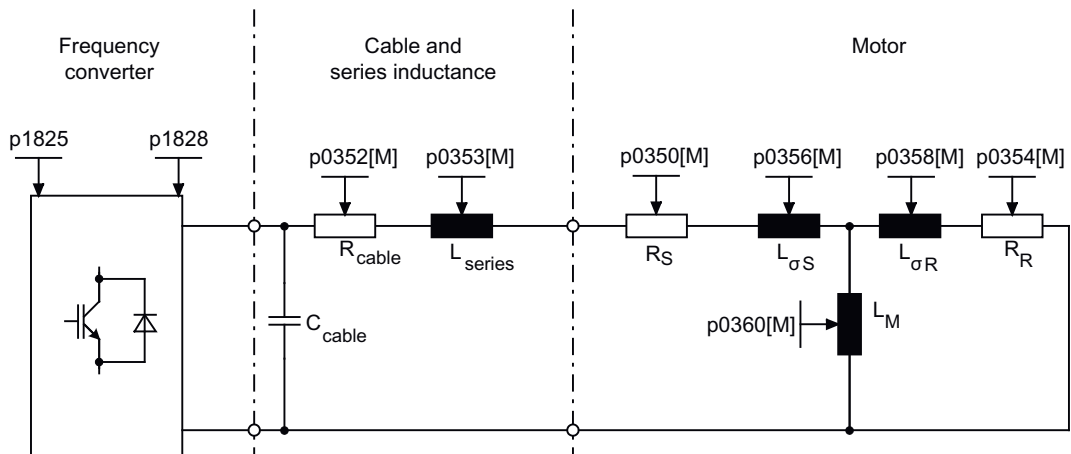 Frequency
converter
Cable and
series inductance
Motor
p1825
p1828
p0352[M]
p0353[M]
p0350[M]
p0356[M]
p0358[M]
p0354[M]
Rcable
Lseries
RS
LσS
LσR
RR
Ccable
p0360[M]
LM